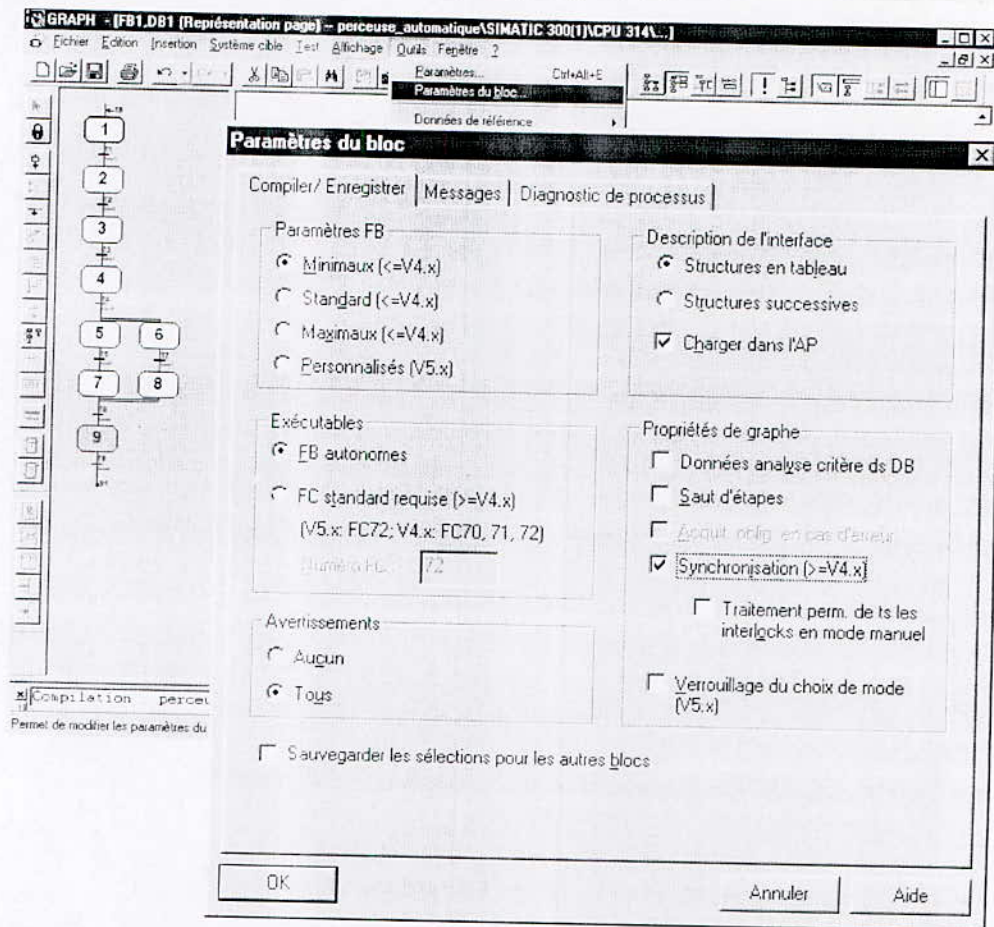 GRAPH - [FB1,DB1 (Représentation page) -- perceuse_automatique\SIMATIC 300(1)\CPU 314\...]
Fichier Edition Insertion Système cible Test Affichage Outils Fenêtre ?
Paramètres... Ctrl+Alt+E
Paramètres du bloc...
Données de référence
1
2
3
4
5 6
7 8
9
Paramètres du bloc
Compiler/ Enregistrer Messages Diagnostic de processus
Paramètres FB
Minimaux (<=V4.x)
Standard (<=V4.x)
Maximaux (<=V4.x)
Personnalisés (V5.x)
Description de l'interface
Structures en tableau
Structures successives
Charger dans l'AP
Exécutables
FB autonomes
FC standard requise (>=V4.x)
(V5.x: FC72; V4.x: FC70, 71, 72)
Numéro FC : 72
Propriétés de graphe
Données analyse critère ds DB
Saut d'étapes
Acquit. oblig. en cas d'erreur
Synchronisation (>=V4.x)
Traitement perm. de ts les
interlocks en mode manuel
Verrouillage du choix de mode
(V5.x)
Avertissements
Aucun
Tous
Sauvegarder les sélections pour les autres blocs
Compilation perceu
Permet de modifier les paramètres du
OK Annuler Aide